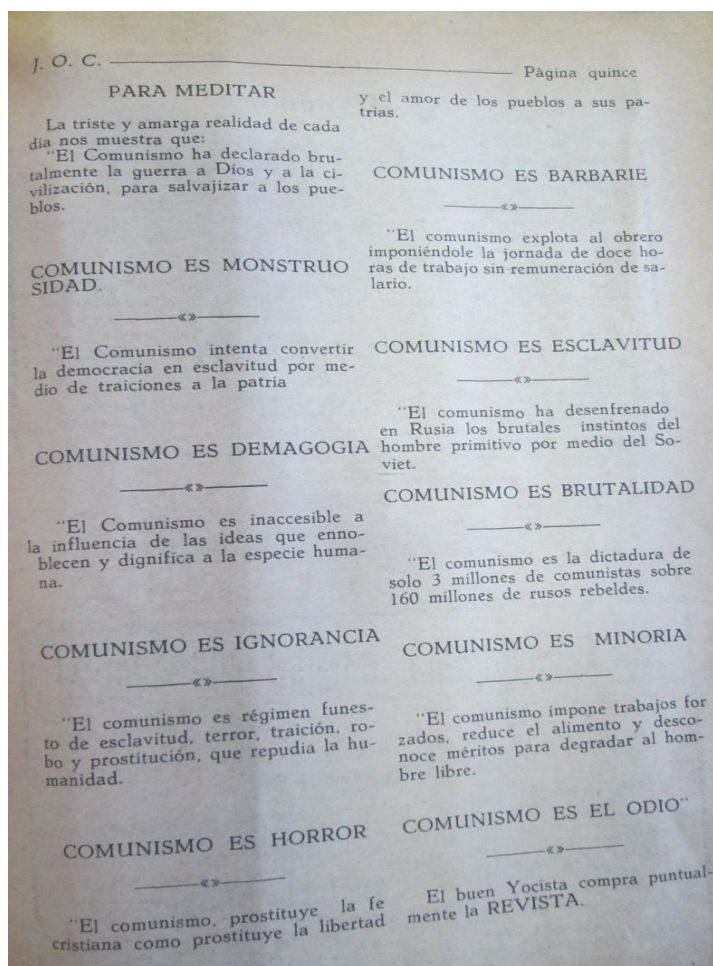 J. O. C.
Página quince
PARA MEDITAR
La triste y amarga realidad de cada
dia nos muestra que:
"El Comunismo ha declarado bru-
talmente la guerra a Dios y a la ci-
vilización, para salvajizar a los pue-
blos.
COMUNISMO ES MONSTRUO
SIDAD.
«»
"El Comunismo intenta convertir
la democracia en esclavitud por me-
dio de traiciones a la patria
COMUNISMO ES DEMAGOGIA
«»
"El Comunismo es inaccesible a
la influencia de las ideas que enno-
blecen y dignifica a la especie huma-
na.
COMUNISMO ES IGNORANCIA
«»
"El comunismo es régimen funes-
to de esclavitud, terror, traición, ro-
bo y prostitución, que repudia la hu-
manidad.
COMUNISMO ES HORROR
«»
"El comunismo, prostituye la fe
cristiana como prostituye la libertad
y el amor de los pueblos a sus pa-
trias.
COMUNISMO ES BARBARIE
«»
"El comunismo explota al obrero
imponiéndole la jornada de doce ho-
ras de trabajo sin remuneración de sa-
lario.
COMUNISMO ES ESCLAVITUD
«»
"El comunismo ha desenfrenado
en Rusia los brutales instintos del
hombre primitivo por medio del So-
viet.
COMUNISMO ES BRUTALIDAD
«»
"El comunismo es la dictadura de
solo 3 millones de comunistas sobre
160 millones de rusos rebeldes.
COMUNISMO ES MINORIA
«»
"El comunismo impone trabajos for
zados, reduce el alimento y desco-
noce méritos para degradar al hom-
bre libre.
COMUNISMO ES EL ODIO"
«»
El buen Yocista compra puntual-
mente la REVISTA.